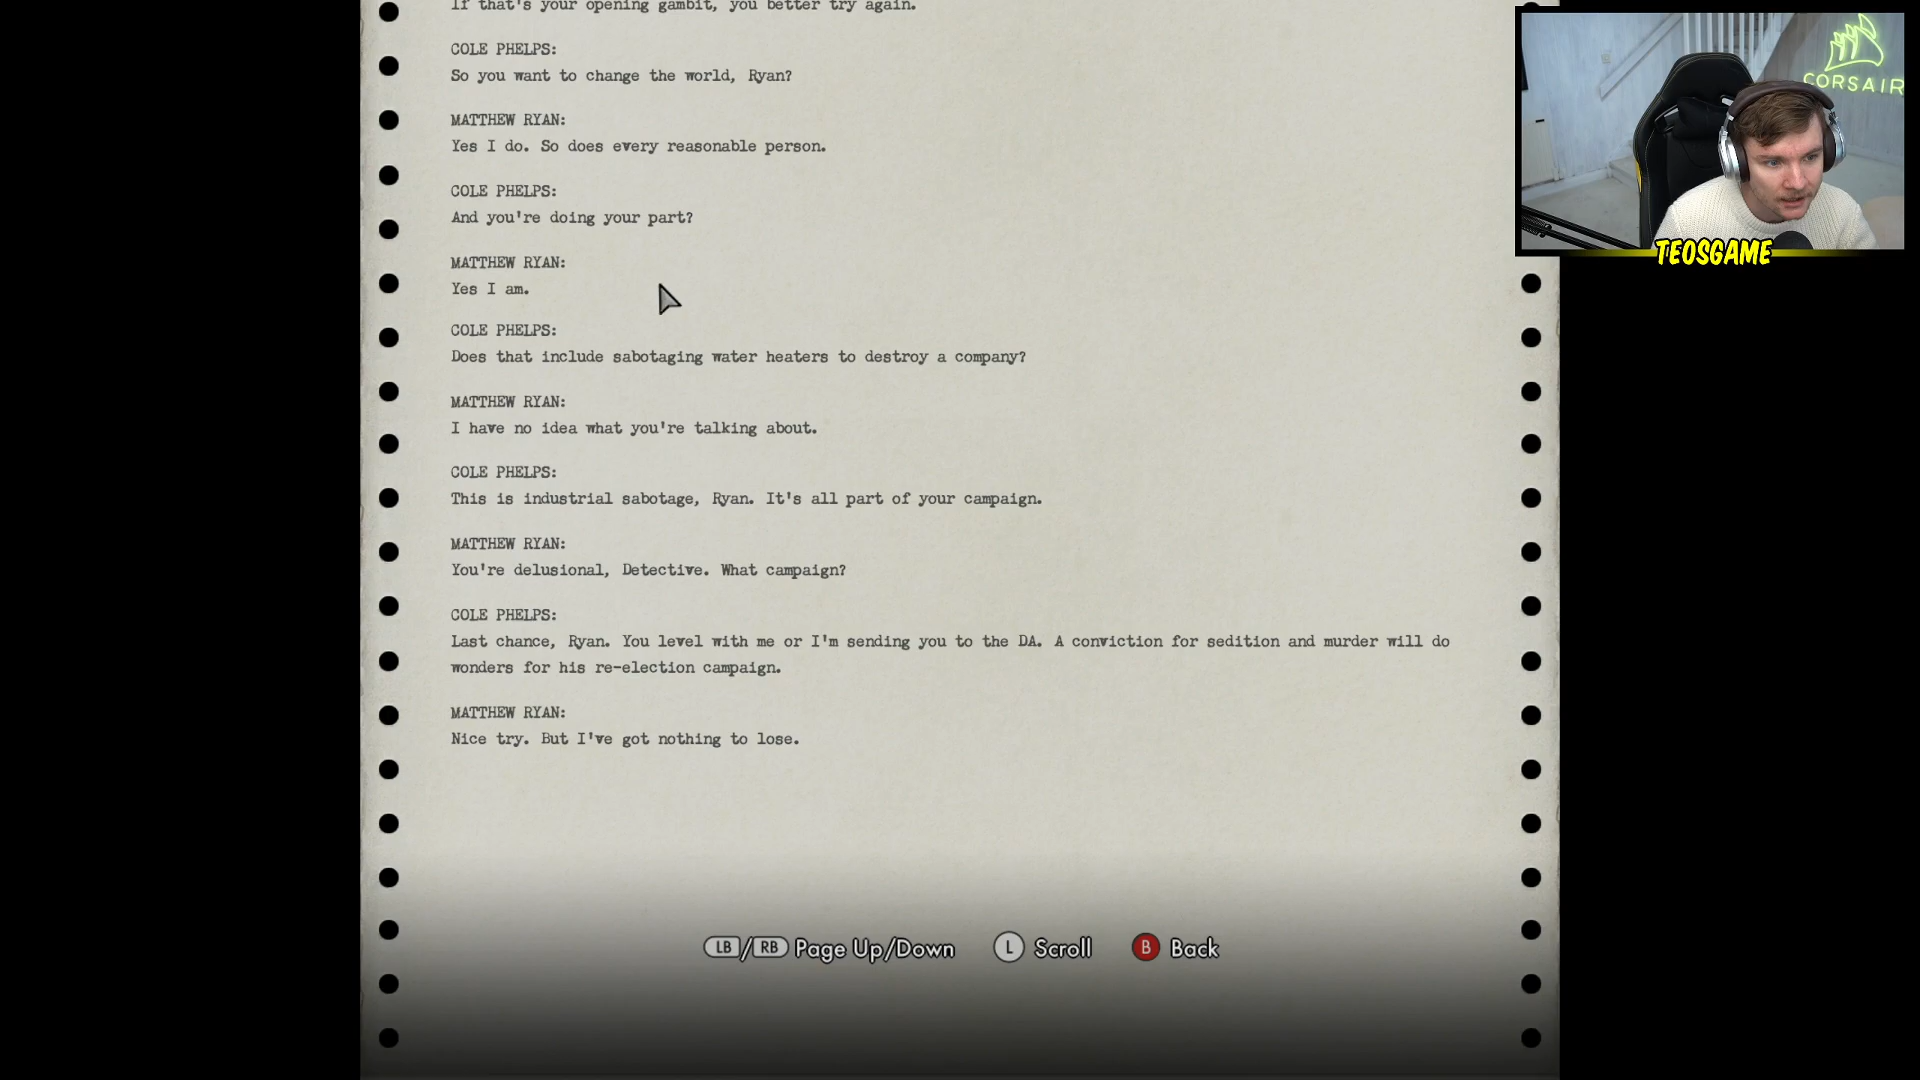 If that's your opening gambit, you better try again.
COLE PHELPS:
So you want to change the world, Ryan?
MATTHEW RYAN:
Yes I do. So does every reasonable person.
COLE PHELPS:
And you're doing your part?
MATTHEW RYAN:
Yes I am.
COLE PHELPS:
Does that include sabotaging water heaters to destroy a company?
MATTHEW RYAN:
I have no idea what you're talking about.
COLE PHELPS:
This is industrial sabotage, Ryan. It's all part of your campaign.
MATTHEW RYAN:
You're delusional, Detective. What campaign?
COLE PHELPS:
Last chance, Ryan. You level with me or I'm sending you to the DA. A conviction for sedition and murder will do
wonders for his re-election campaign.
MATTHEW RYAN:
Nice try. But I've got nothing to lose.
LB/RB Page Up/Down L Scroll B Back
CORSAIR
TEOSGAME